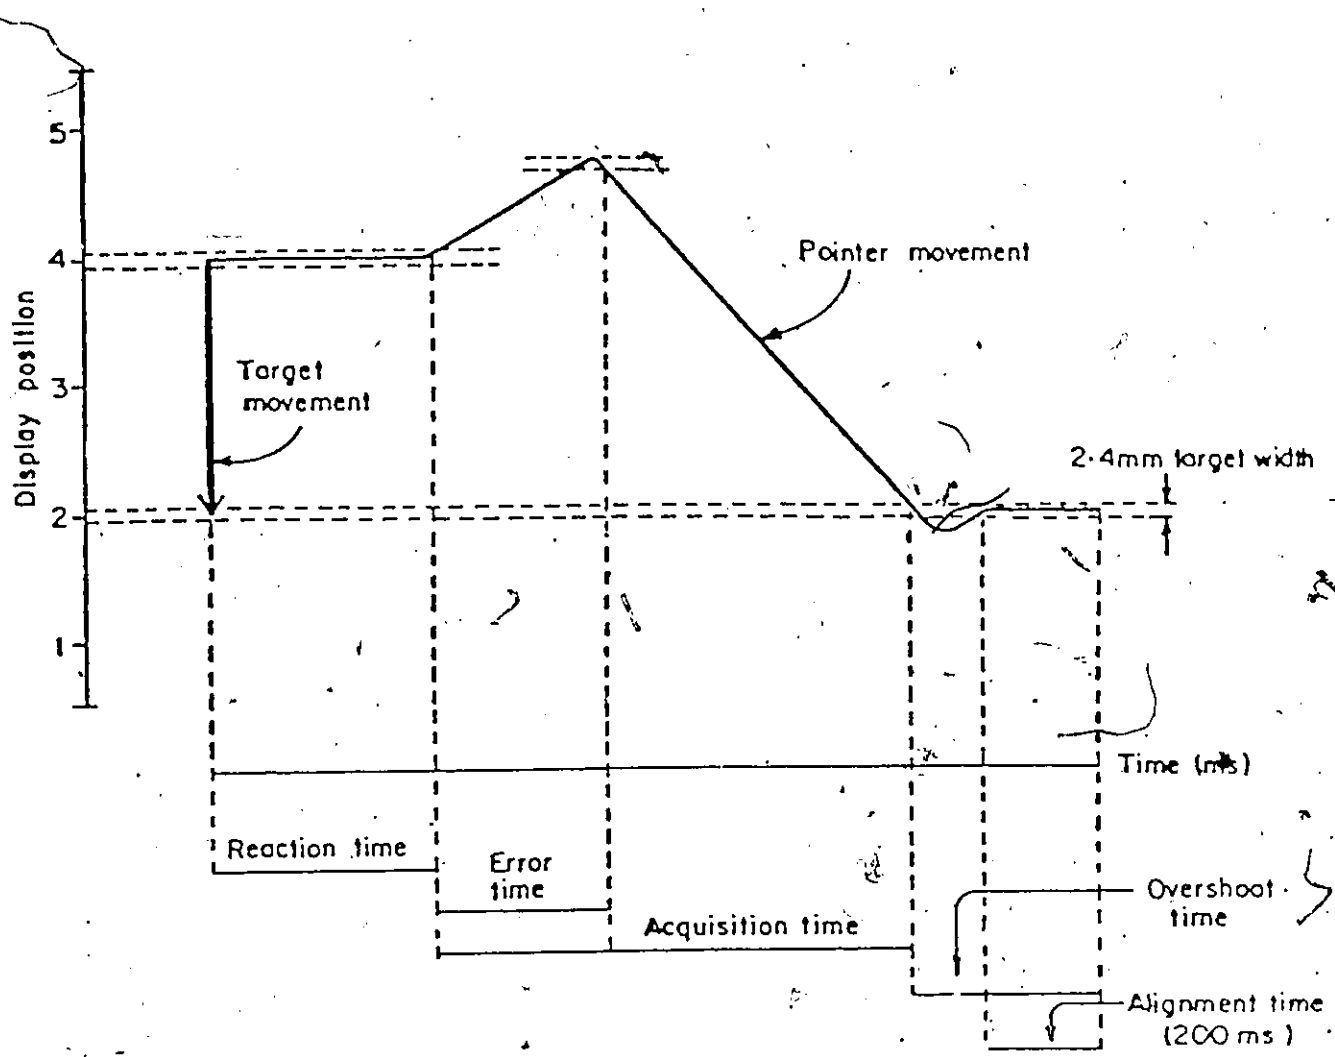 5
4
3
2
1
Display position
Target
movement
Pointer movement
2·4mm target width
Time (ms)
Reaction time
Error
time
Acquisition time
Overshoot
time
Alignment time
(200 ms)